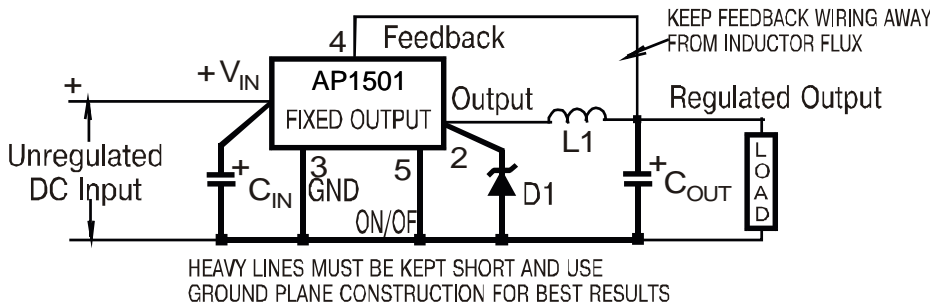 KEEP FEEDBACK WIRING AWAY
FROM INDUCTOR FLUX
4
Feedback
+VIN
AP1501
FIXED OUTPUT
Output
Regulated Output
+
Unregulated
DC Input
+
CIN
3
GND
5
ON/OF
2
D1
L1
+
COUT
LOAD
HEAVY LINES MUST BE KEPT SHORT AND USE
GROUND PLANE CONSTRUCTION FOR BEST RESULTS